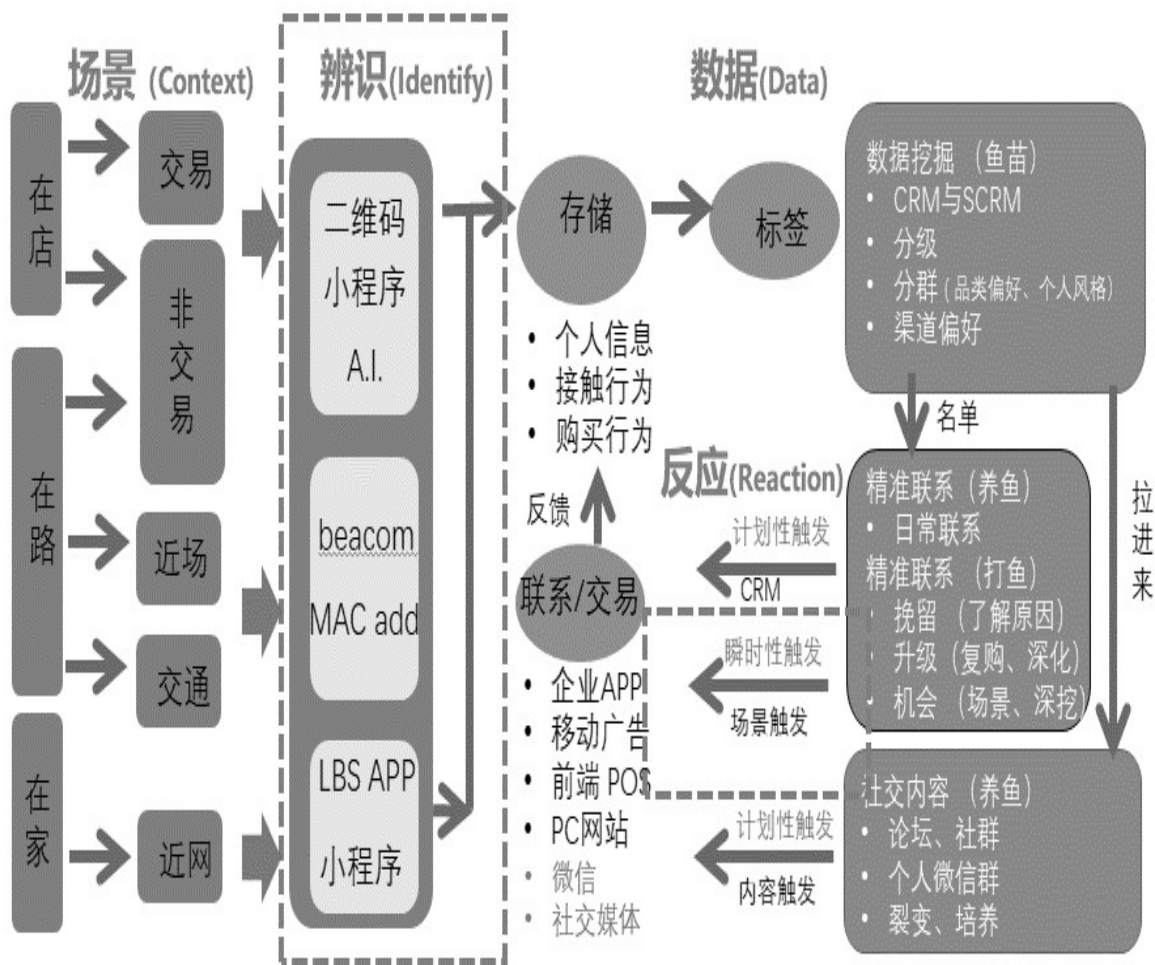 场景 (Context)
辨识(Identify)
数据(Data)
在店
在路
在家
交易
非交易
近场
交通
近网
二维码
小程序
A.I.
beacom
MAC add
LBS APP
小程序
存储
• 个人信息
• 接触行为
• 购买行为
标签
数据挖掘 (鱼苗)
• CRM与SCRM
• 分级
• 分群 (品类偏好、个人风格)
• 渠道偏好
名单
拉进来
反应(Reaction)
反馈
联系/交易
• 企业APP
• 移动广告
• 前端 POS
• PC网站
• 微信
• 社交媒体
计划性触发
CRM
瞬时性触发
场景触发
计划性触发
内容触发
精准联系 (养鱼)
• 日常联系
精准联系 (打鱼)
• 挽留 (了解原因)
• 升级 (复购、深化)
• 机会 (场景、深挖)
社交内容 (养鱼)
• 论坛、社群
• 个人微信群
• 裂变、培养